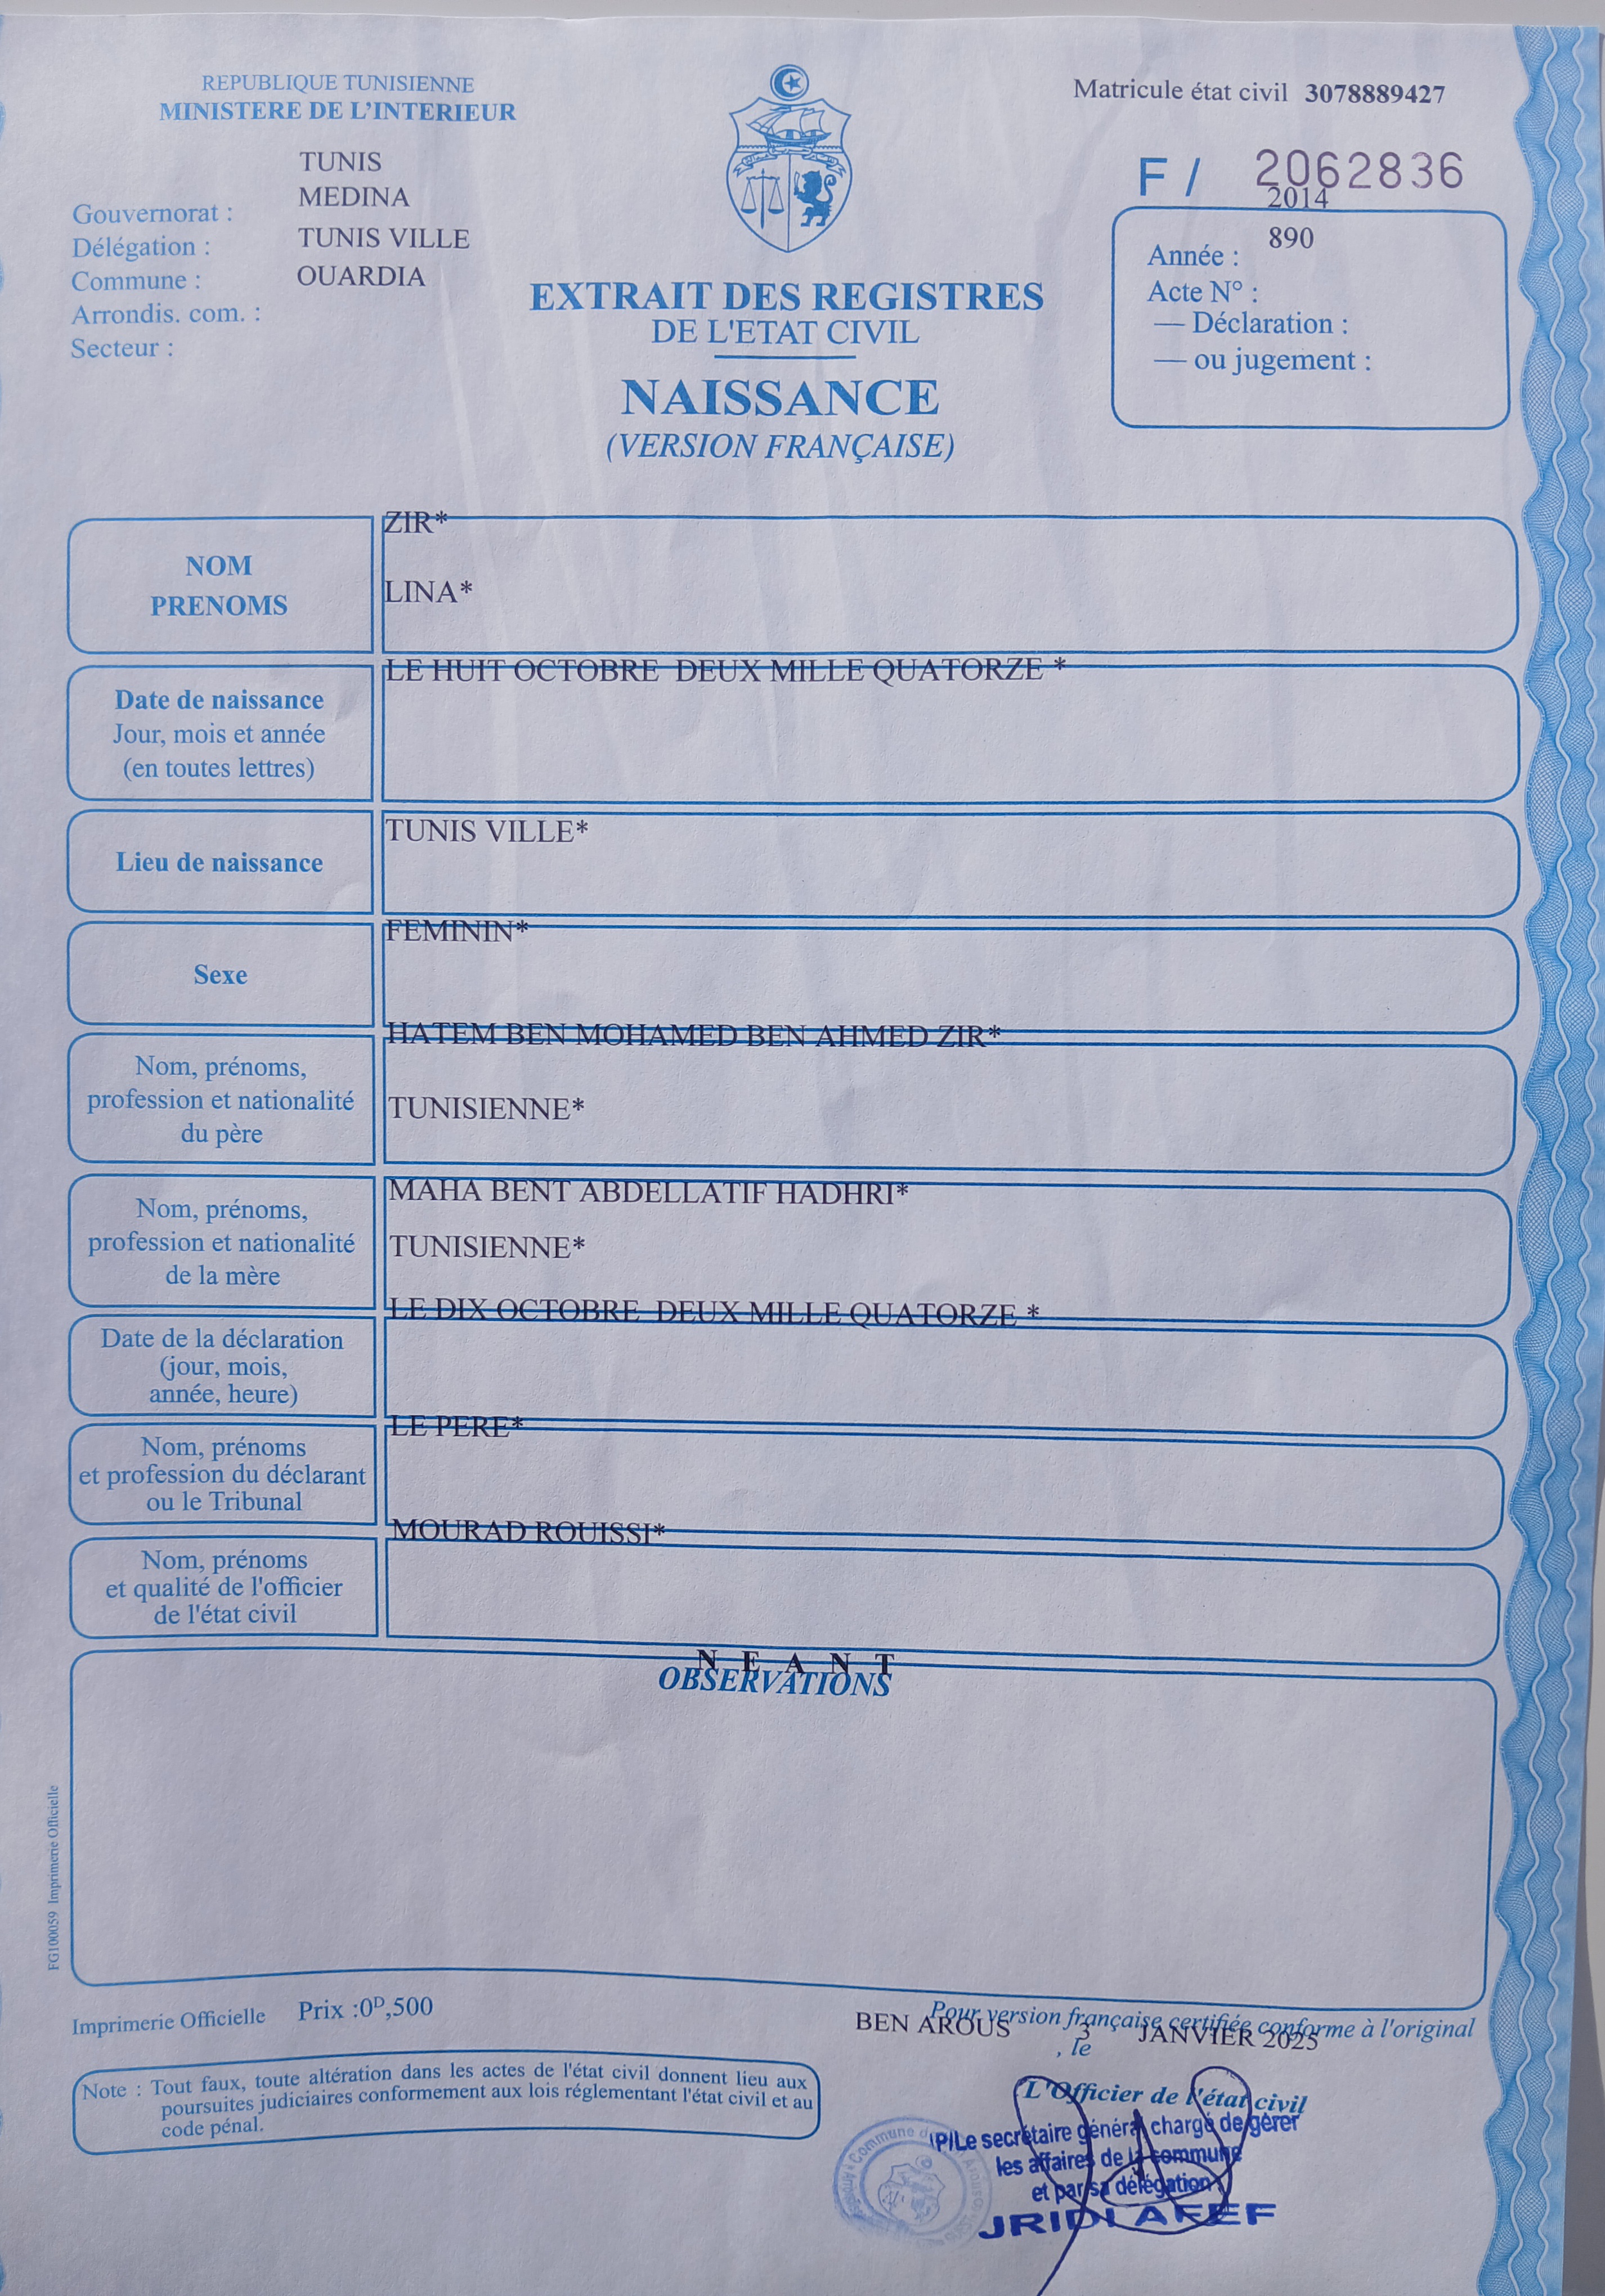 REPUBLIQUE TUNISIENNE
MINISTERE DE L'INTERIEUR
Matricule état civil 3078889427
F / 2062836
TUNIS
MEDINA
TUNIS VILLE
OUARDIA
Gouvernorat :
Délégation :
Commune :
Arrondis. com. :
Secteur :
2014
890
Année :
Acte N° :
— Déclaration :
— ou jugement :
EXTRAIT DES REGISTRES
DE L'ETAT CIVIL
NAISSANCE
(VERSION FRANÇAISE)
NOM
PRENOMS
ZIR*
LINA*
Date de naissance
Jour, mois et année
(en toutes lettres)
LE HUIT OCTOBRE DEUX MILLE QUATORZE *
Lieu de naissance
TUNIS VILLE*
Sexe
FEMININ*
Nom, prénoms,
profession et nationalité
du père
HATEM BEN MOHAMED BEN AHMED ZIR*
TUNISIENNE*
Nom, prénoms,
profession et nationalité
de la mère
MAHA BENT ABDELLATIF HADHRI*
TUNISIENNE*
Date de la déclaration
(jour, mois,
année, heure)
LE DIX OCTOBRE DEUX MILLE QUATORZE *
Nom, prénoms
et profession du déclarant
ou le Tribunal
LE PERE*
Nom, prénoms
et qualité de l'officier
de l'état civil
MOURAD ROUISSI*
N E A N T
OBSERVATIONS
FG100059 Imprimerie Officielle
Imprimerie Officielle Prix :0ᴰ,500
Pour version française certifiée conforme à l'original
BEN AROUS , le 3 JANVIER 2025
Note : Tout faux, toute altération dans les actes de l'état civil donnent lieu aux
poursuites judiciaires conformement aux lois réglementant l'état civil et au
code pénal.
L'Officier de l'état civil
P/Le secrétaire général chargé de gérer
les affaires de la commune
et par sa délégation
JRIDI AFEF
Commune